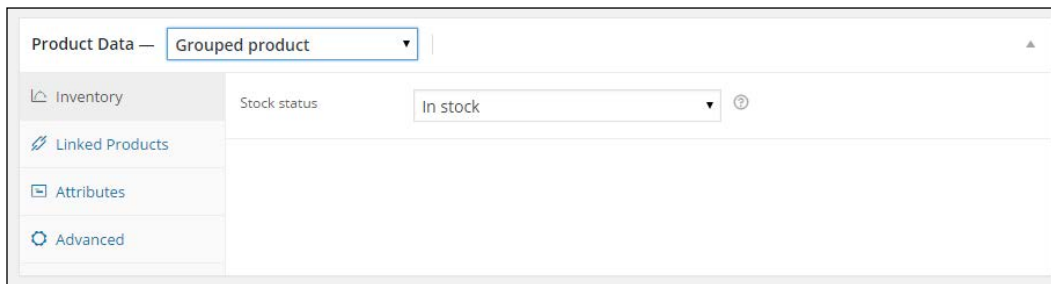 Product Data — Grouped product
Inventory
Stock status In stock
Linked Products
Attributes
Advanced